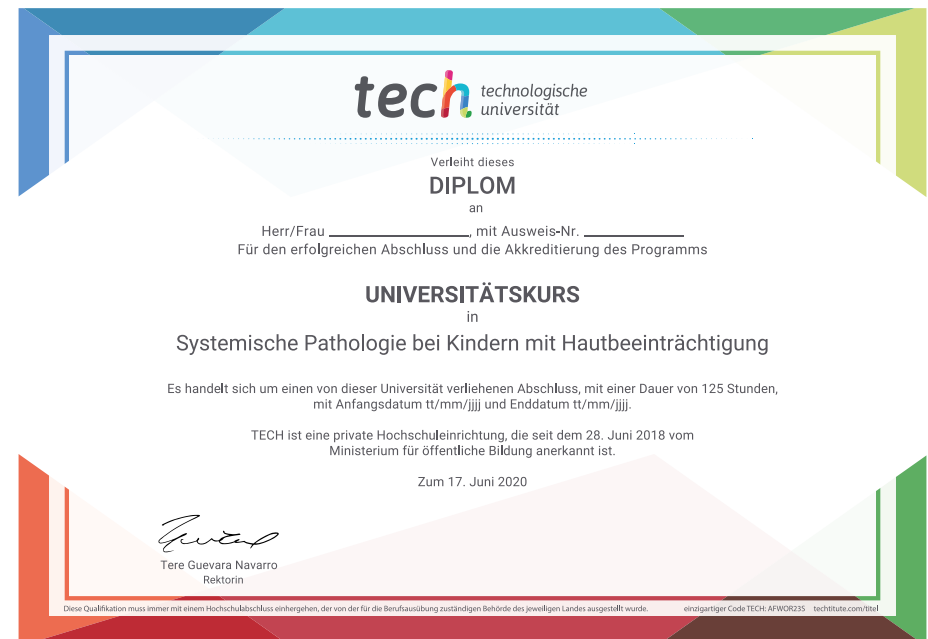 tech technologische
universität
Verleiht dieses
DIPLOM
an
Herr/Frau ____________________, mit Ausweis-Nr. ______________
Für den erfolgreichen Abschluss und die Akkreditierung des Programms
UNIVERSITÄTSKURS
in
Systemische Pathologie bei Kindern mit Hautbeeinträchtigung
Es handelt sich um einen von dieser Universität verliehenen Abschluss, mit einer Dauer von 125 Stunden,
mit Anfangsdatum tt/mm/jjjj und Enddatum tt/mm/jjjj.
TECH ist eine private Hochschuleinrichtung, die seit dem 28. Juni 2018 vom
Ministerium für öffentliche Bildung anerkannt ist.
Zum 17. Juni 2020
Tere Guevara Navarro
Rektorin
Diese Qualifikation muss immer mit einem Hochschulabschluss einhergehen, der von der für die Berufsausübung zuständigen Behörde des jeweiligen Landes ausgestellt wurde. einzigartiger Code TECH: AFWOR23S techtitute.com/titel